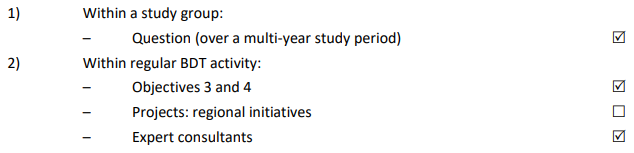 1) Within a study group:
– Question (over a multi-year study period) ☑
2) Within regular BDT activity:
– Objectives 3 and 4 ☑
– Projects: regional initiatives ☐
– Expert consultants ☑